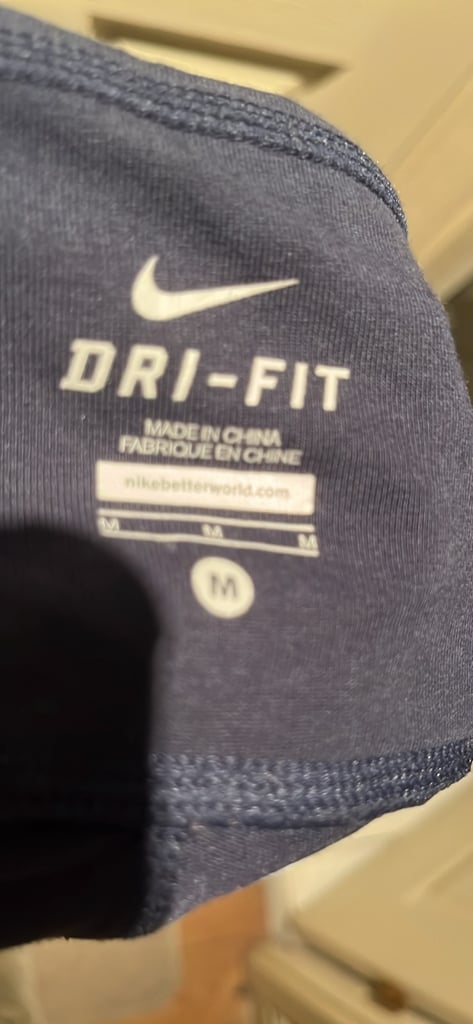 DRI-FIT
MADE IN CHINA
FABRIQUE EN CHINE
nikebetterworld.com
M M M
M